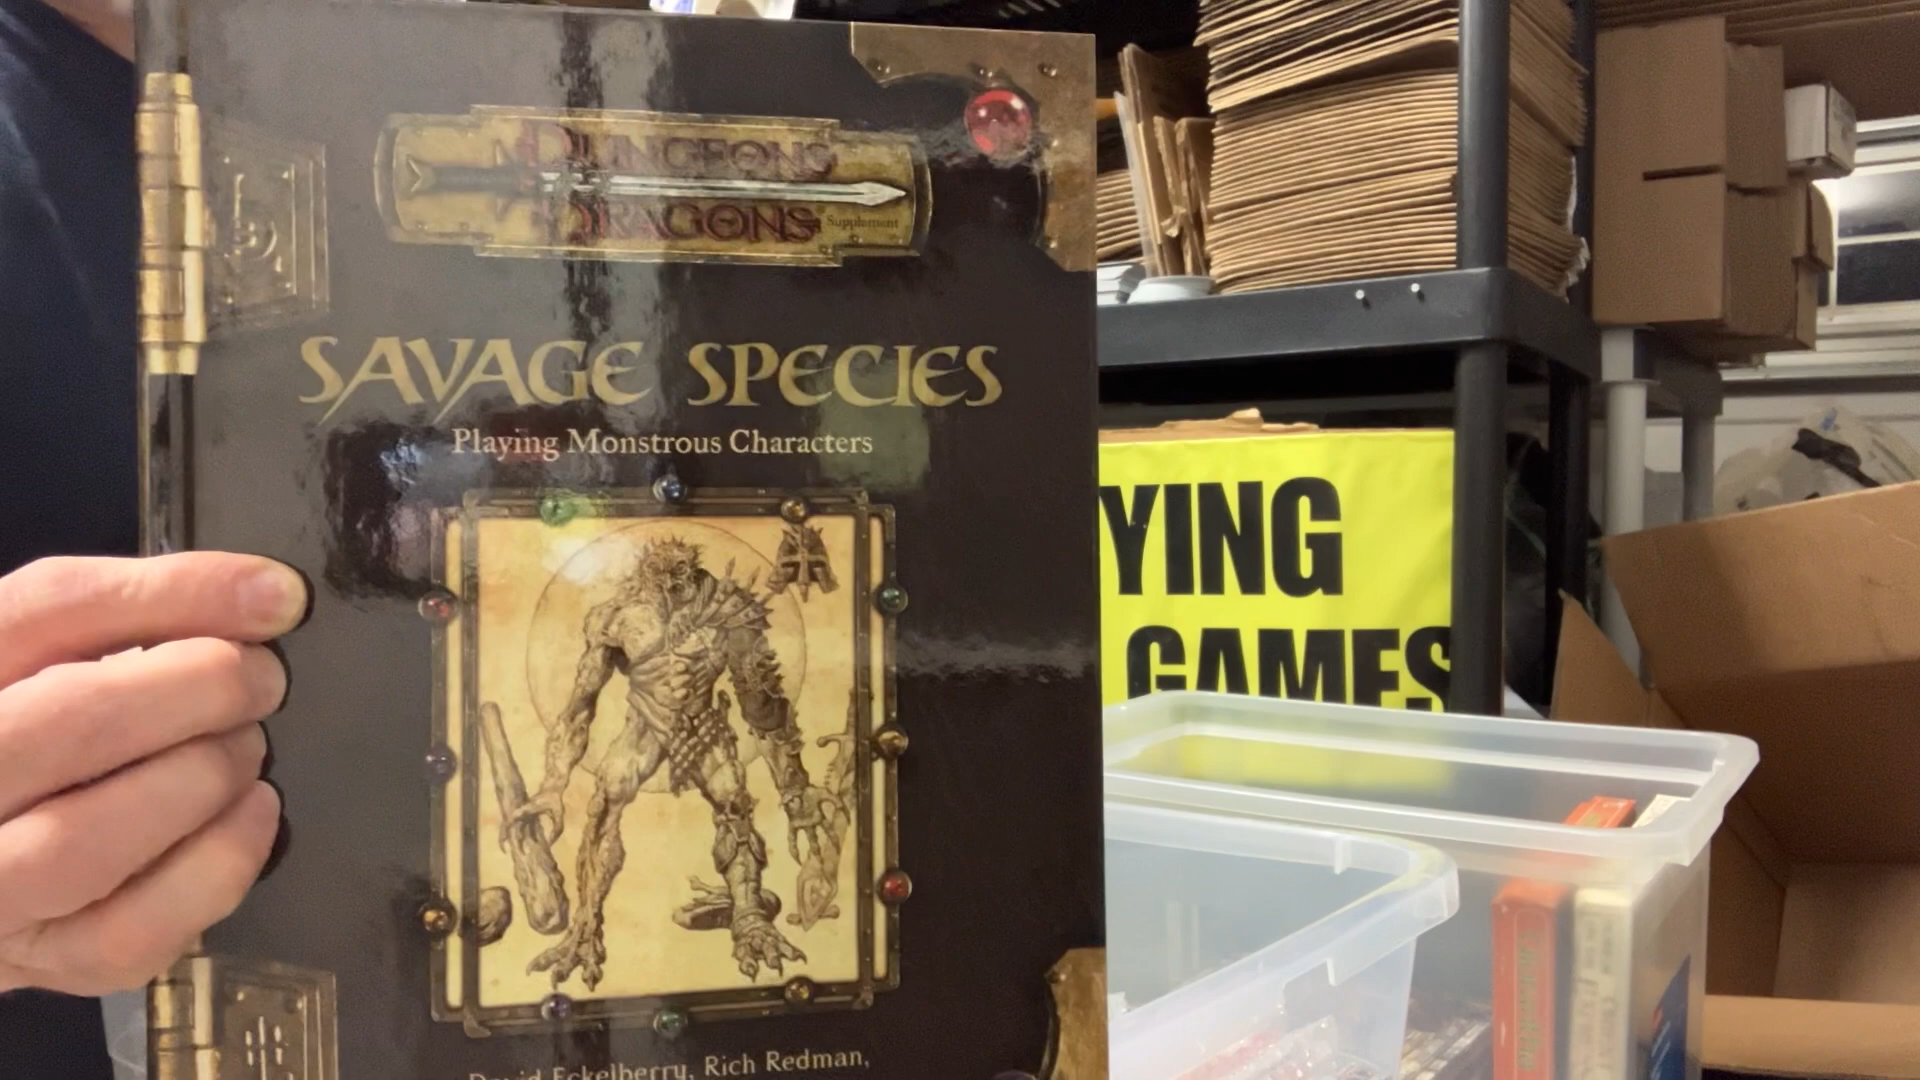 DUNGEONS
DRAGONS
Supplement
SAVAGE SPECIES
Playing Monstrous Characters
David Eckelberry, Rich Redman,
YING
GAMES